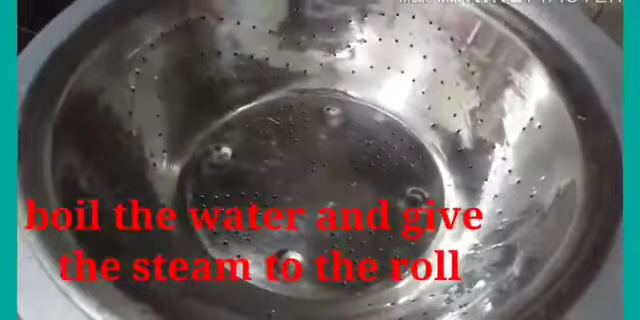 boil the water and give
the steam to the roll